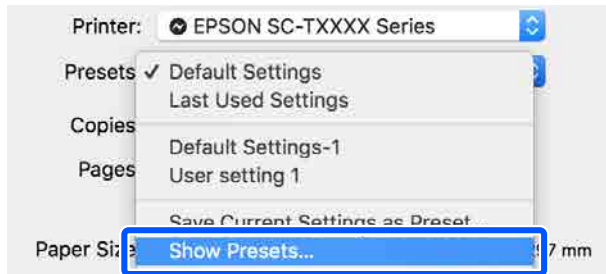 Printer: EPSON SC-TXXXX Series
Presets ✓ Default Settings
Last Used Settings
Copies
Default Settings-1
Pages User setting 1
Save Current Settings as Preset...
Paper Size Show Presets... 97 mm